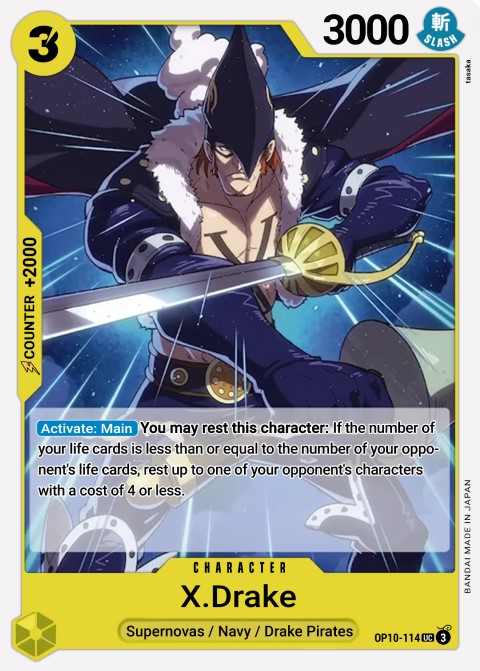 3
3000
斬
SLASH
tasaka
COUNTER +2000
Activate: Main You may rest this character: If the number of
your life cards is less than or equal to the number of your oppo-
nent's life cards, rest up to one of your opponent's characters
with a cost of 4 or less.
BANDAI MADE IN JAPAN
CHARACTER
X.Drake
Supernovas / Navy / Drake Pirates
OP10-114 UC 3